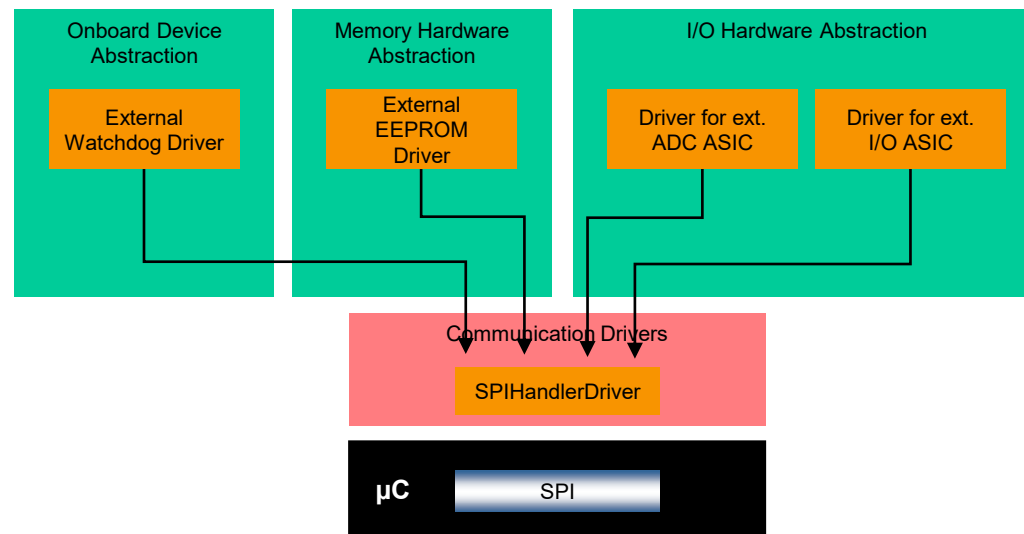 Onboard Device
Abstraction
External
Watchdog Driver
Memory Hardware
Abstraction
External
EEPROM
Driver
I/O Hardware Abstraction
Driver for ext.
ADC ASIC
Driver for ext.
I/O ASIC
Communication Drivers
SPIHandlerDriver
µC
SPI